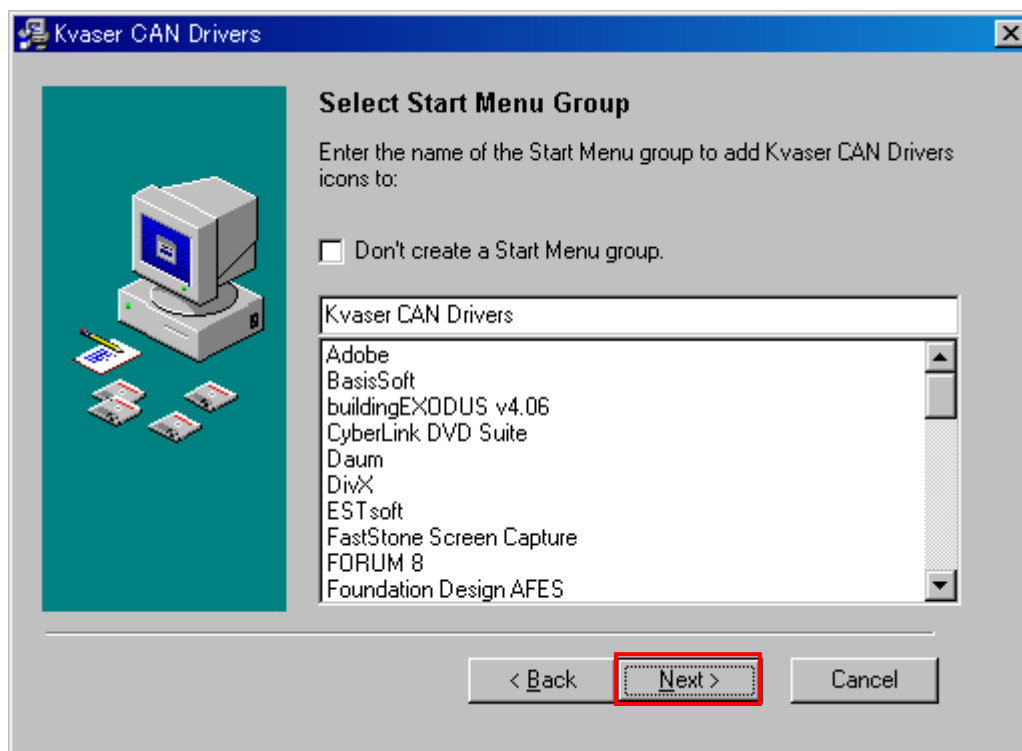 Kvaser CAN Drivers
Select Start Menu Group
Enter the name of the Start Menu group to add Kvaser CAN Drivers
icons to:
Don't create a Start Menu group.
Kvaser CAN Drivers
Adobe
BasisSoft
buildingEXODUS v4.06
CyberLink DVD Suite
Daum
DivX
ESTsoft
FastStone Screen Capture
FORUM 8
Foundation Design AFES
< Back
Next >
Cancel